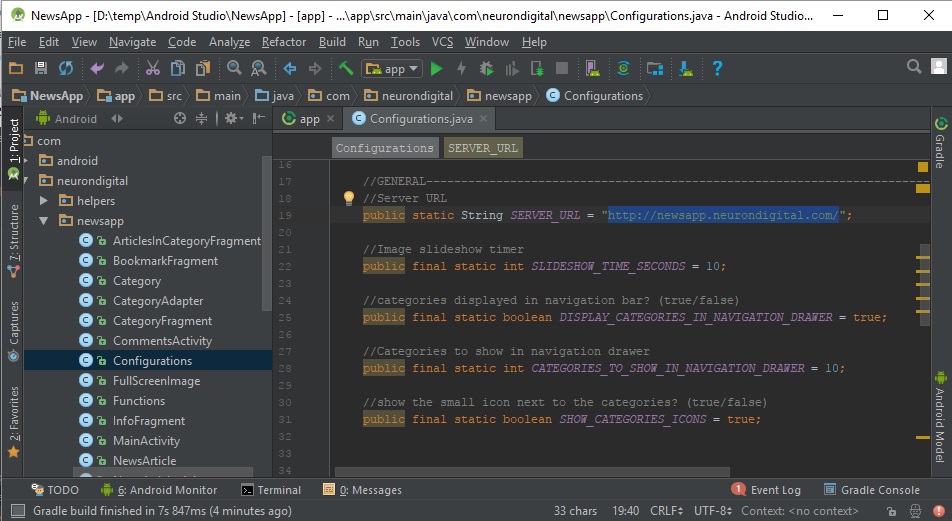 NewsApp - [D:\temp\Android Studio\NewsApp] - [app] - ...\app\src\main\java\com\neurondigital\newsapp\Configurations.java - Android Studio...
File Edit View Navigate Code Analyze Refactor Build Run Tools VCS Window Help
app
NewsApp app src main java com neurondigital newsapp Configurations
1: Project
7: Structure
Captures
2: Favorites
Android
com
android
neurondigital
helpers
newsapp
ArticlesInCategoryFragment
BookmarkFragment
Category
CategoryAdapter
CategoryFragment
CommentsActivity
Configurations
FullScreenImage
Functions
InfoFragment
MainActivity
NewsArticle
app Configurations.java
Configurations SERVER_URL
16
17 //GENERAL--------------------------------------------------------------------------
18 //Server URL
19 public static String SERVER_URL = "http://newsapp.neurondigital.com/";
20
21 //Image slideshow timer
22 public final static int SLIDESHOW_TIME_SECONDS = 10;
23
24 //categories displayed in navigation bar? (true/false)
25 public final static boolean DISPLAY_CATEGORIES_IN_NAVIGATION_DRAWER = true;
26
27 //Categories to show in navigation drawer
28 public final static int CATEGORIES_TO_SHOW_IN_NAVIGATION_DRAWER = 10;
29
30 //show the small icon next to the categories? (true/false)
31 public final static boolean SHOW_CATEGORIES_ICONS = true;
32
33
34
Gradle
Android Model
TODO 6: Android Monitor Terminal 0: Messages 1 Event Log Gradle Console
Gradle build finished in 7s 847ms (4 minutes ago) 33 chars 19:40 CRLF UTF-8 Context: <no context>